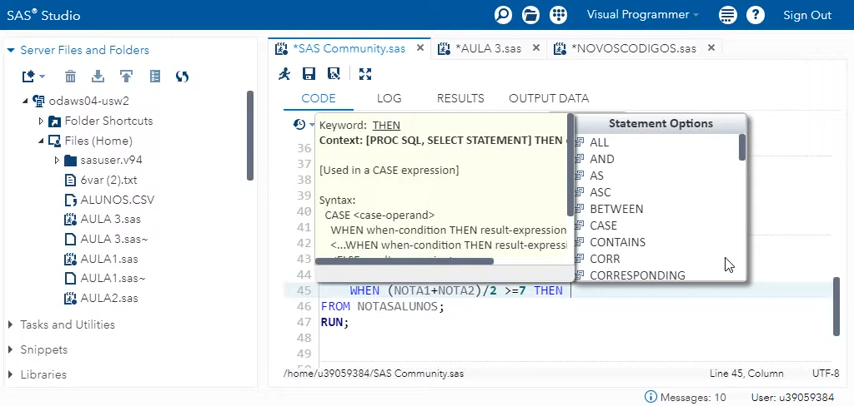 SAS® Studio
Visual Programmer
Sign Out
Server Files and Folders
odaws04-usw2
Folder Shortcuts
Files (Home)
sasuser.v94
6var (2).txt
ALUNOS.CSV
AULA 3.sas
AULA 3.sas~
AULA1.sas
AULA1.sas~
AULA2.sas
Tasks and Utilities
Snippets
Libraries
*SAS Community.sas
*AULA 3.sas
*NOVOSCODIGOS.sas
CODE
LOG
RESULTS
OUTPUT DATA
Keyword: THEN
Context: [PROC SQL, SELECT STATEMENT] THEN
[Used in a CASE expression]
Syntax:
CASE <case-operand>
WHEN when-condition THEN result-expression
<...WHEN when-condition THEN result-expressi
Statement Options
ALL
AND
AS
ASC
BETWEEN
CASE
CONTAINS
CORR
CORRESPONDING
36
37
38
39
40
41
42
43
44
45 WHEN (NOTA1+NOTA2)/2 >=7 THEN
46 FROM NOTASALUNOS;
47 RUN;
48
49
/home/u39059384/SAS Community.sas
Line 45, Column
UTF-8
Messages: 10
User: u39059384